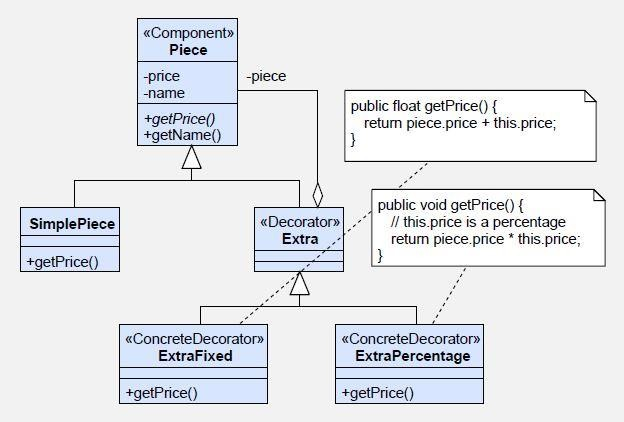 «Component»
Piece
-price
-name
+getPrice()
+getName()
-piece
public float getPrice() {
return piece.price + this.price;
}
public void getPrice() {
// this.price is a percentage
return piece.price * this.price;
}
SimplePiece
+getPrice()
«Decorator»
Extra
«ConcreteDecorator»
ExtraFixed
+getPrice()
«ConcreteDecorator»
ExtraPercentage
+getPrice()